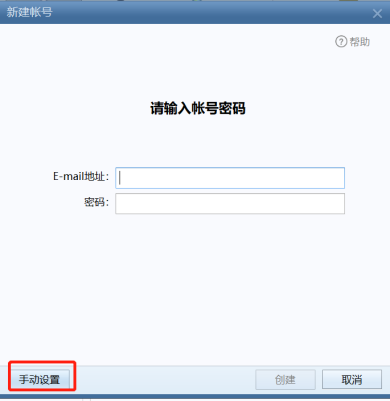 新建帐号
帮助
请输入帐号密码
E-mail地址:
密码:
手动设置 创建 取消